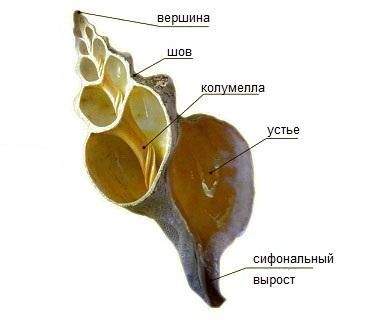 вершина
шов
колумелла
устье
сифональный
вырост